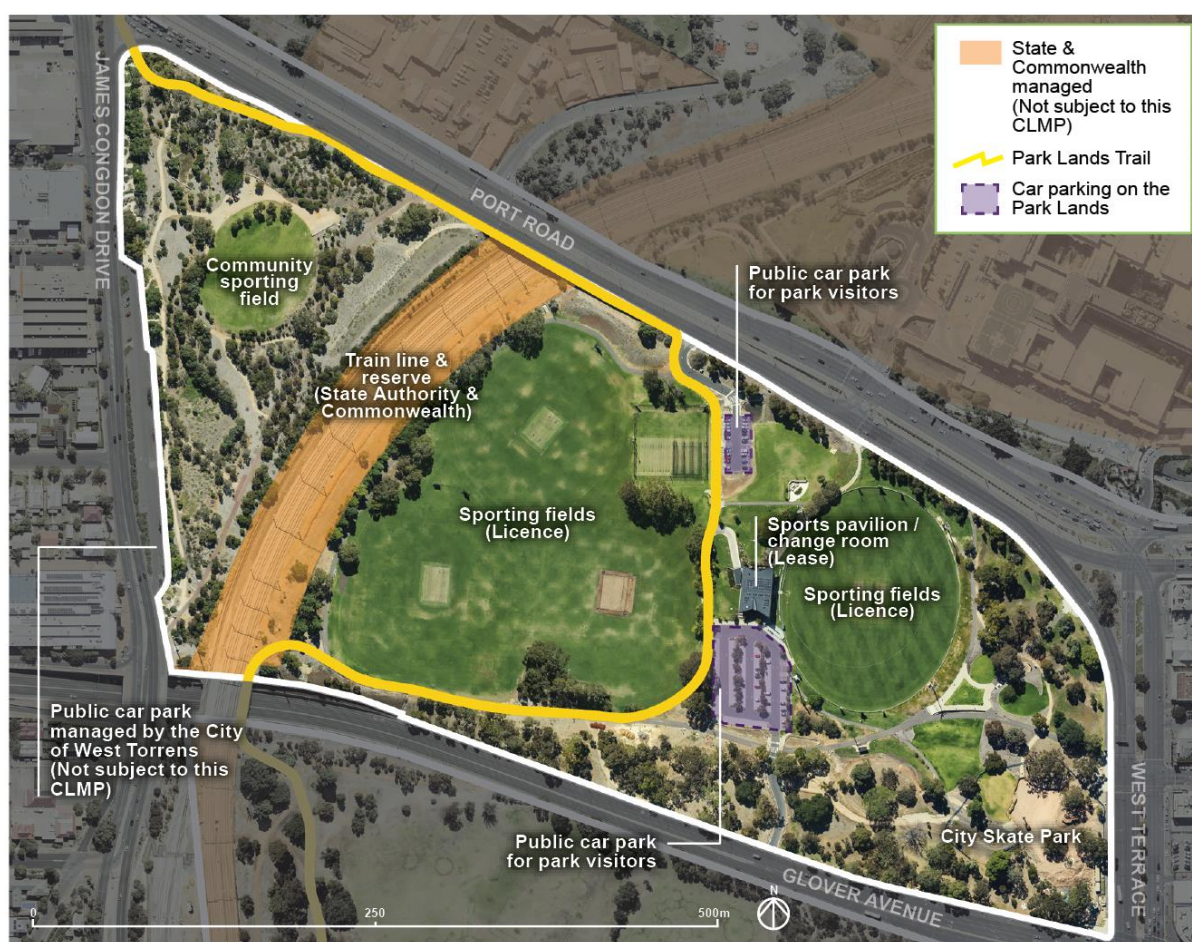 State &
Commonwealth
managed
(Not subject to this
CLMP)
Park Lands Trail
Car parking on the
Park Lands
JAMES CONGDON DRIVE
PORT ROAD
Public car park
for park visitors
Community
sporting
field
Train line &
reserve
(State Authority &
Commonwealth)
Sporting fields
(Licence)
Sports pavilion /
change room
(Lease)
Sporting fields
(Licence)
Public car park
managed by the City
of West Torrens
(Not subject to this
CLMP)
Public car park
for park visitors
City Skate Park
WEST TERRACE
GLOVER AVENUE
0 250 500m
N